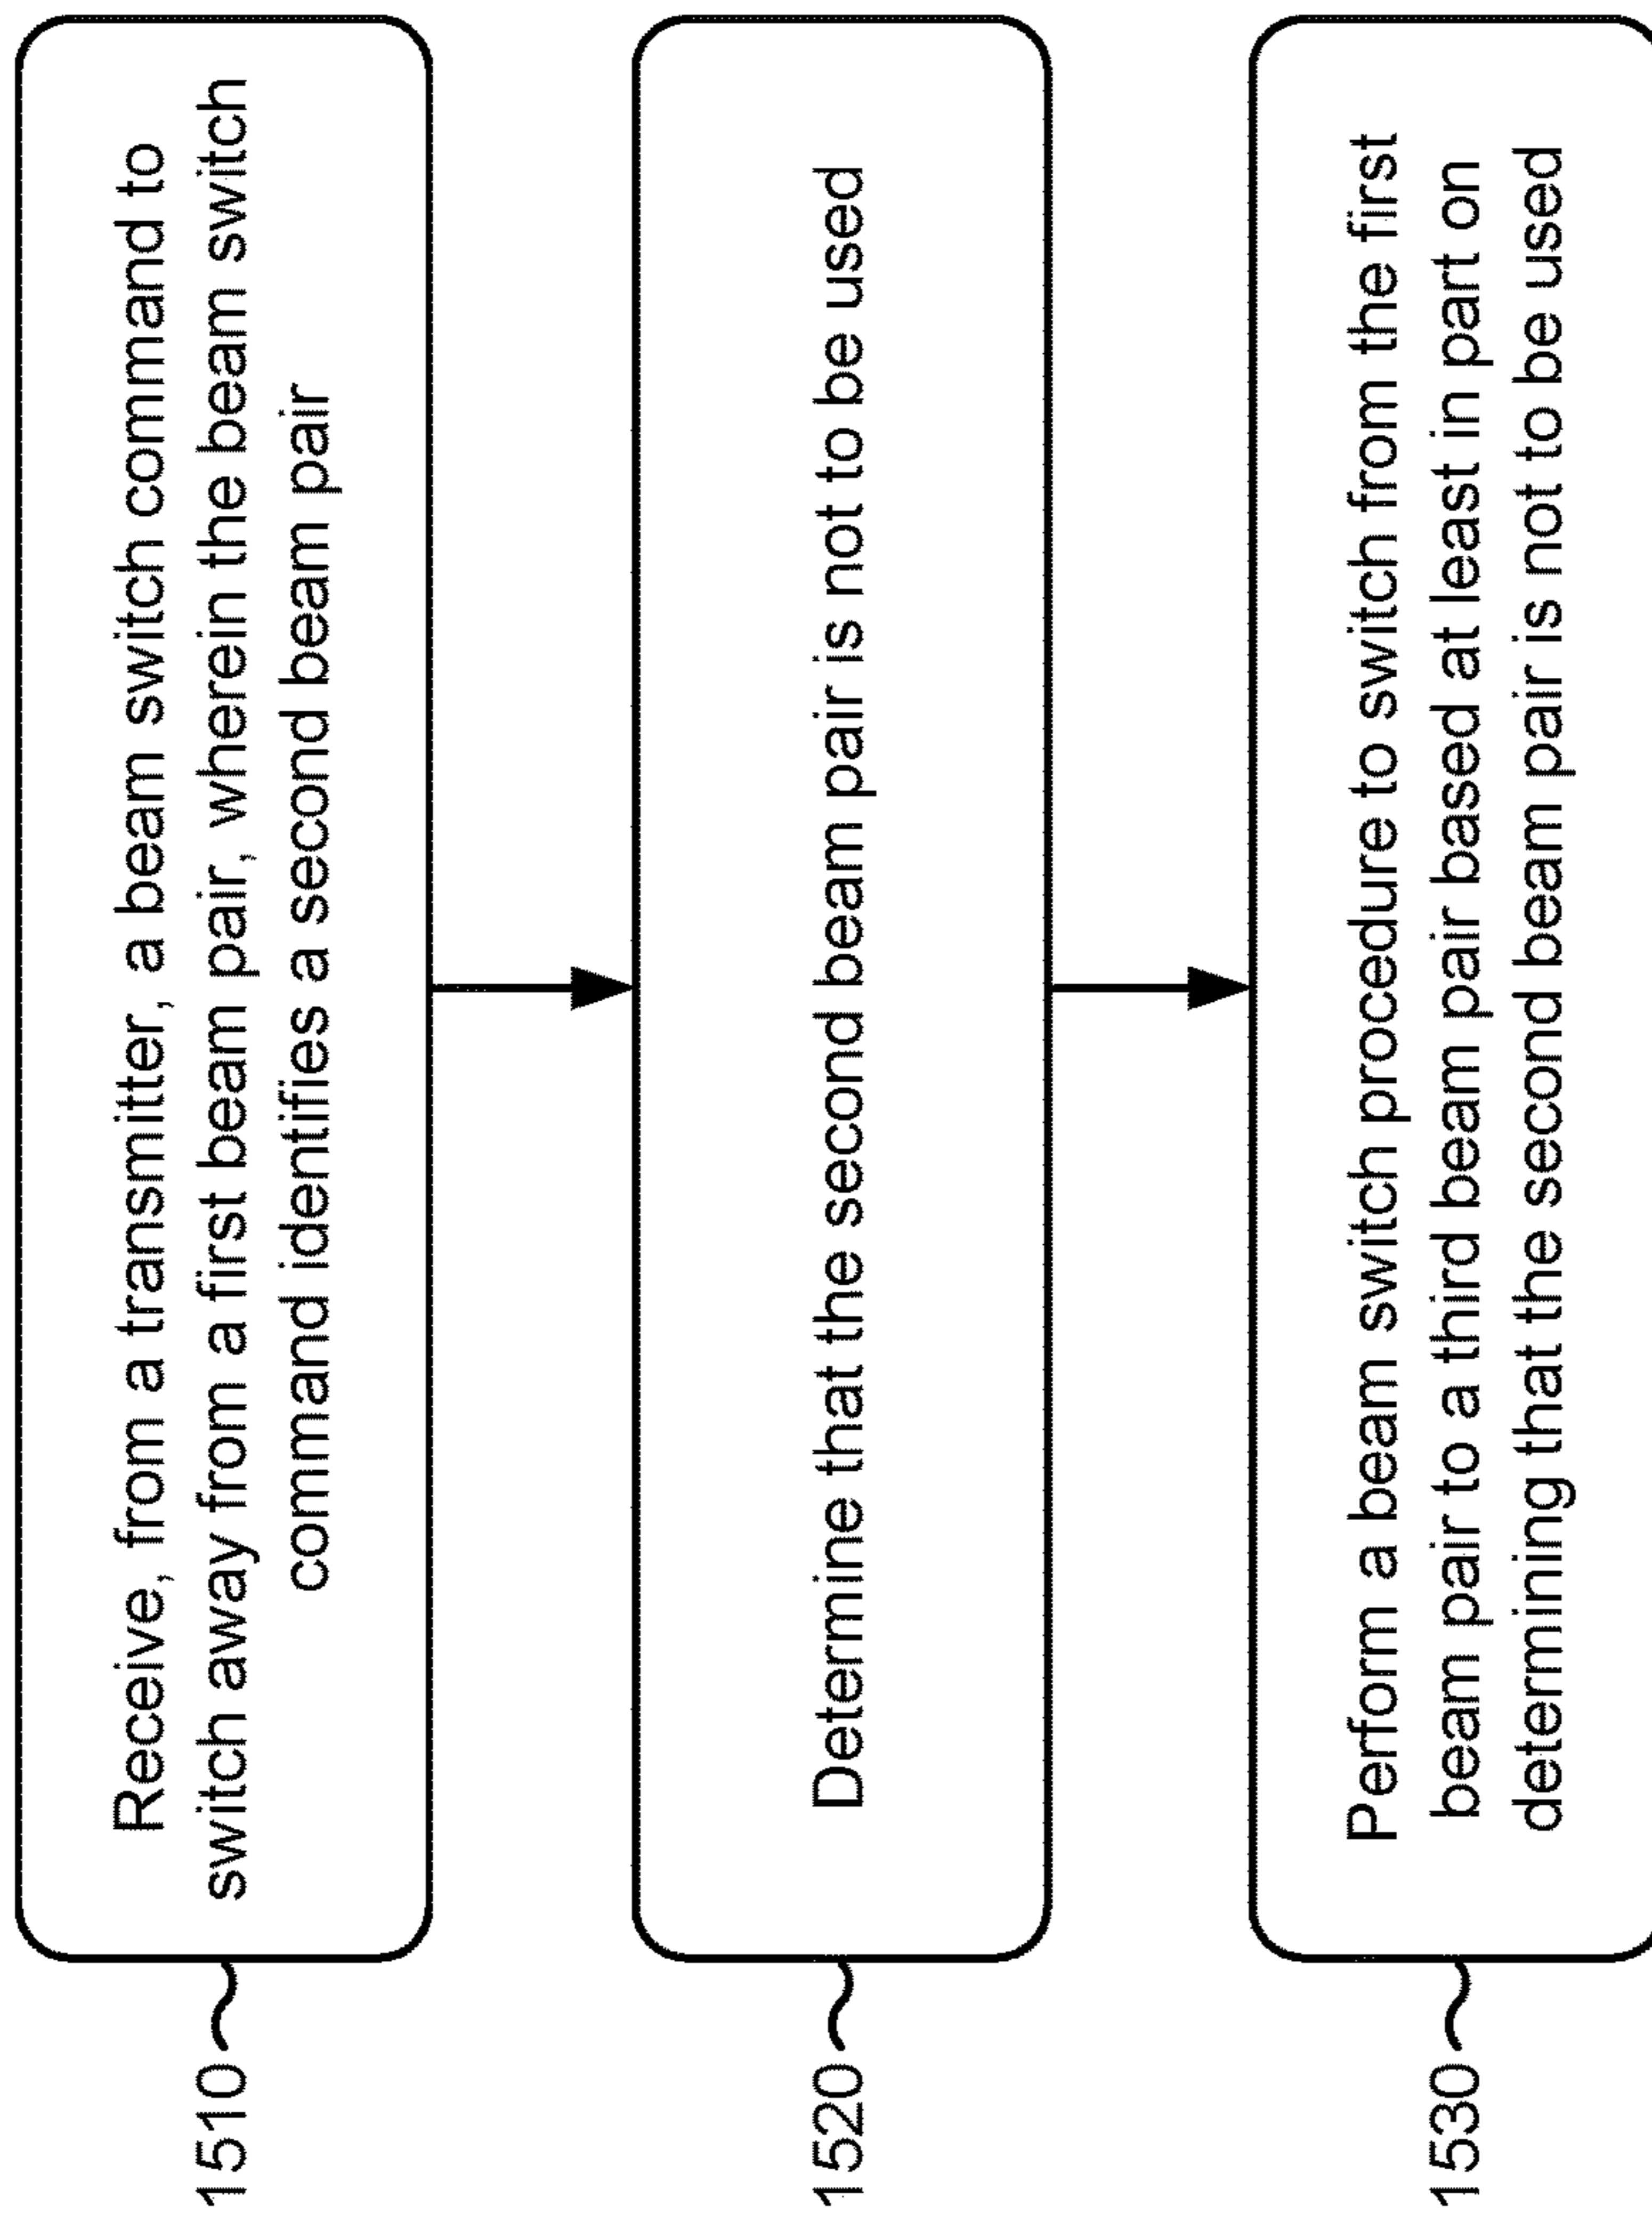 1510
Receive, from a transmitter, a beam switch command to
switch away from a first beam pair, wherein the beam switch
command identifies a second beam pair
1520
Determine that the second beam pair is not to be used
1530
Perform a beam switch procedure to switch from the first
beam pair to a third beam pair based at least in part on
determining that the second beam pair is not to be used